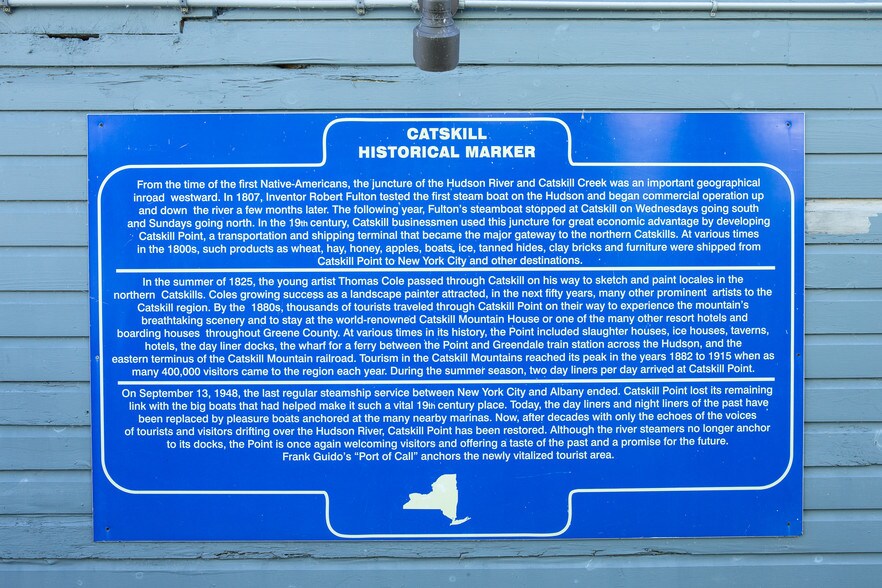 CATSKILL
HISTORICAL MARKER
From the time of the first Native-Americans, the juncture of the Hudson River and Catskill Creek was an important geographical
inroad westward. In 1807, Inventor Robert Fulton tested the first steam boat on the Hudson and began commercial operation up
and down the river a few months later. The following year, Fulton's steamboat stopped at Catskill on Wednesdays going south
and Sundays going north. In the 19th century, Catskill businessmen used this juncture for great economic advantage by developing
Catskill Point, a transportation and shipping terminal that became the major gateway to the northern Catskills. At various times
in the 1800s, such products as wheat, hay, honey, apples, boats, ice, tanned hides, clay bricks and furniture were shipped from
Catskill Point to New York City and other destinations.
In the summer of 1825, the young artist Thomas Cole passed through Catskill on his way to sketch and paint locales in the
northern Catskills. Coles growing success as a landscape painter attracted, in the next fifty years, many other prominent artists to the
Catskill region. By the 1880s, thousands of tourists traveled through Catskill Point on their way to experience the mountain's
breathtaking scenery and to stay at the world-renowned Catskill Mountain House or one of the many other resort hotels and
boarding houses throughout Greene County. At various times in its history, the Point included slaughter houses, ice houses, taverns,
hotels, the day liner docks, the wharf for a ferry between the Point and Greendale train station across the Hudson, and the
eastern terminus of the Catskill Mountain railroad. Tourism in the Catskill Mountains reached its peak in the years 1882 to 1915 when as
many 400,000 visitors came to the region each year. During the summer season, two day liners per day arrived at Catskill Point.
On September 13, 1948, the last regular steamship service between New York City and Albany ended. Catskill Point lost its remaining
link with the big boats that had helped make it such a vital 19th century place. Today, the day liners and night liners of the past have
been replaced by pleasure boats anchored at the many nearby marinas. Now, after decades with only the echoes of the voices
of tourists and visitors drifting over the Hudson River, Catskill Point has been restored. Although the river steamers no longer anchor
to its docks, the Point is once again welcoming visitors and offering a taste of the past and a promise for the future.
Frank Guido's "Port of Call" anchors the newly vitalized tourist area.